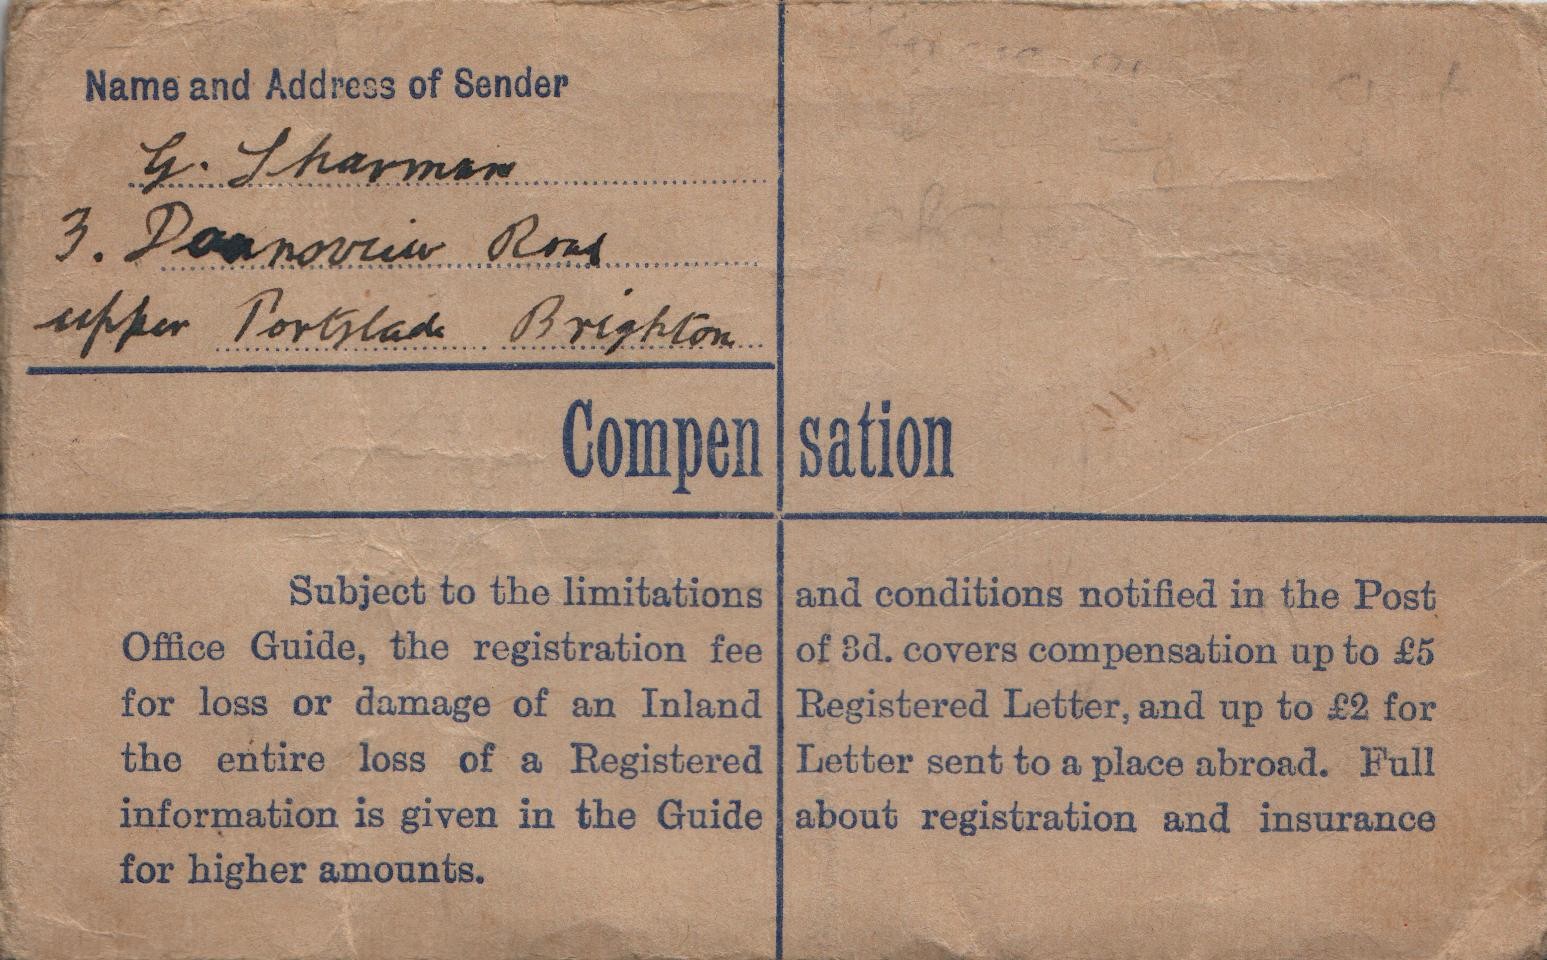 Name and Address of Sender
G. Sharman
3. Downsview Road
upper Portslade Brighton
Compensation
Subject to the limitations and conditions notified in the Post
Office Guide, the registration fee of 3d. covers compensation up to £5
for loss or damage of an Inland Registered Letter, and up to £2 for
the entire loss of a Registered Letter sent to a place abroad. Full
information is given in the Guide about registration and insurance
for higher amounts.